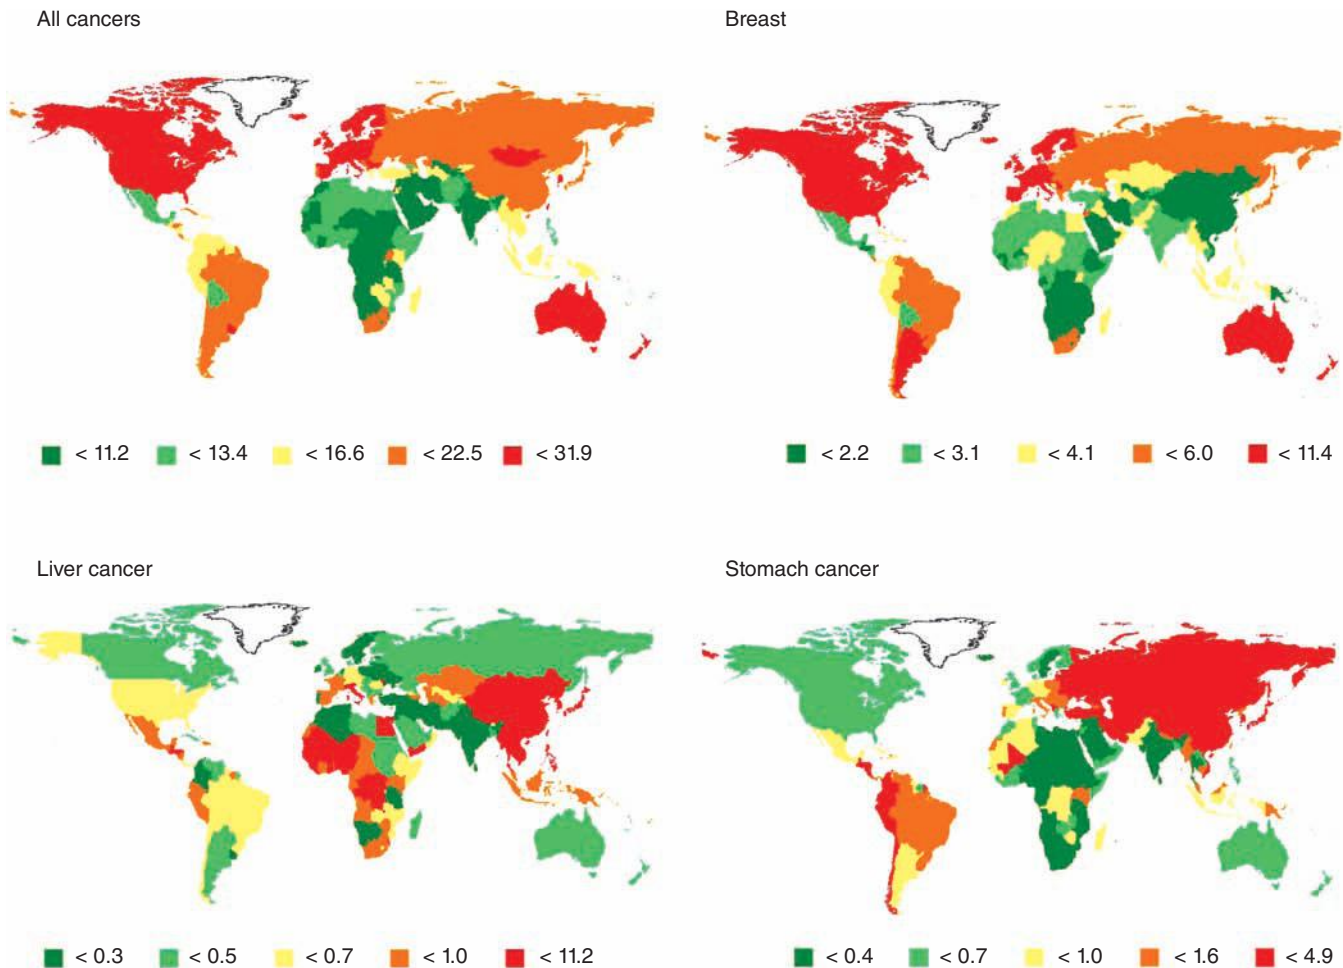 All cancers
Breast
< 11.2 < 13.4 < 16.6 < 22.5 < 31.9
< 2.2 < 3.1 < 4.1 < 6.0 < 11.4
Liver cancer
Stomach cancer
< 0.3 < 0.5 < 0.7 < 1.0 < 11.2
< 0.4 < 0.7 < 1.0 < 1.6 < 4.9